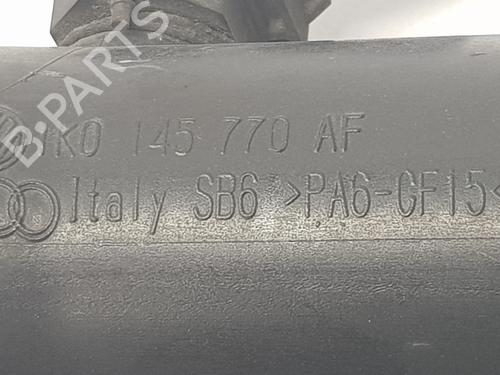 B-PARTS
1K0 145 770 AF
Italy SB6 >PA6-GF15<